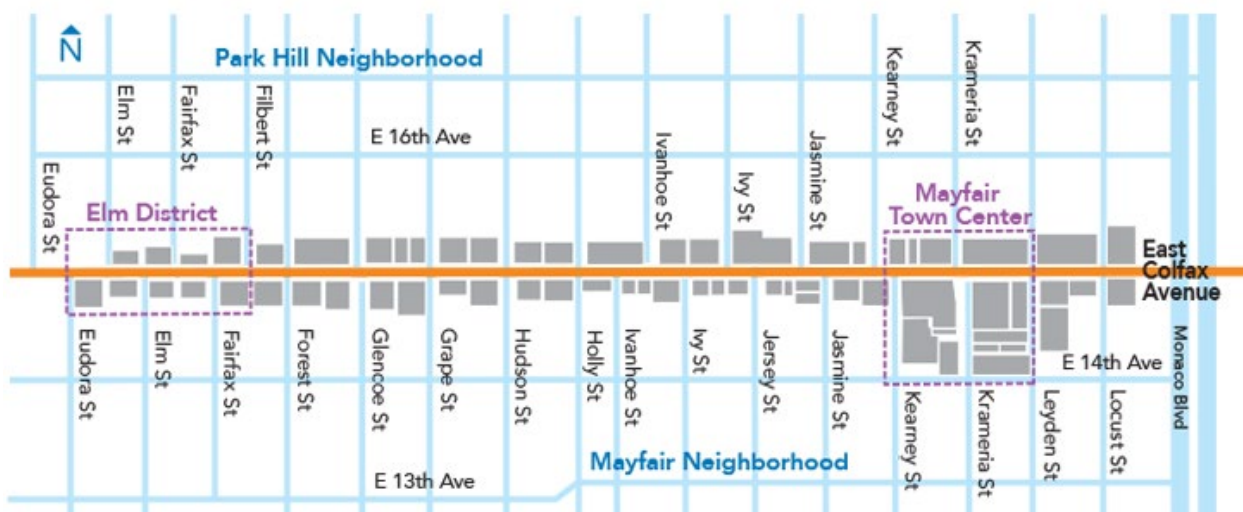 N
Park Hill Neighborhood
Kearney St
Krameria St
Elm St
Fairfax St
Filbert St
E 16th Ave
Ivanhoe St
Jasmine St
Eudora St
Ivy St
Elm District
Mayfair
Town Center
East
Colfax
Avenue
Eudora St
Elm St
Fairfax St
Forest St
Glencoe St
Grape St
Hudson St
Holly St
Ivanhoe St
Ivy St
Jersey St
Jasmine St
E 14th Ave
Monaco Blvd
Kearney St
Krameria St
Leyden St
Locust St
Mayfair Neighborhood
E 13th Ave